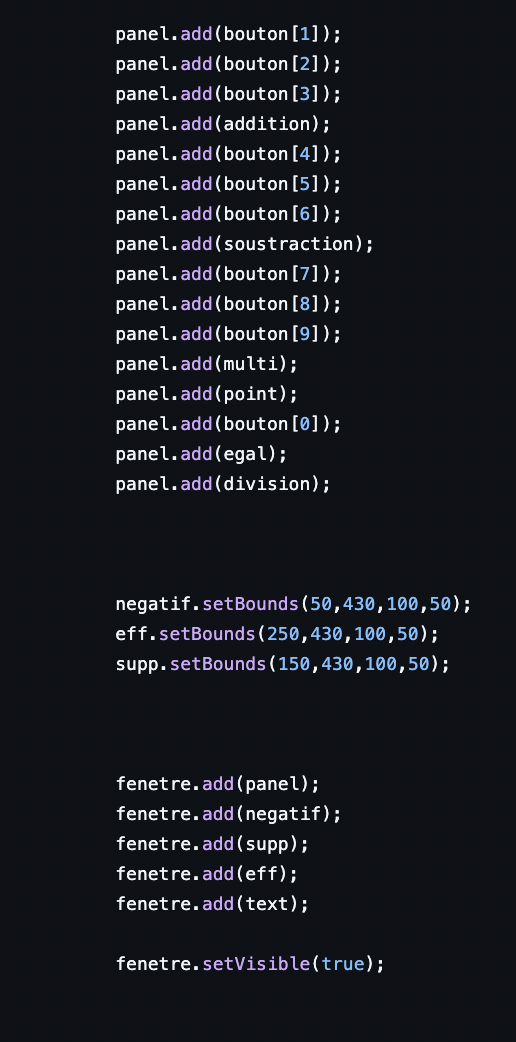 panel.add(bouton[1]);
panel.add(bouton[2]);
panel.add(bouton[3]);
panel.add(addition);
panel.add(bouton[4]);
panel.add(bouton[5]);
panel.add(bouton[6]);
panel.add(soustraction);
panel.add(bouton[7]);
panel.add(bouton[8]);
panel.add(bouton[9]);
panel.add(multi);
panel.add(point);
panel.add(bouton[0]);
panel.add(egal);
panel.add(division);
negatif.setBounds(50,430,100,50);
eff.setBounds(250,430,100,50);
supp.setBounds(150,430,100,50);
fenetre.add(panel);
fenetre.add(negatif);
fenetre.add(supp);
fenetre.add(eff);
fenetre.add(text);
fenetre.setVisible(true);